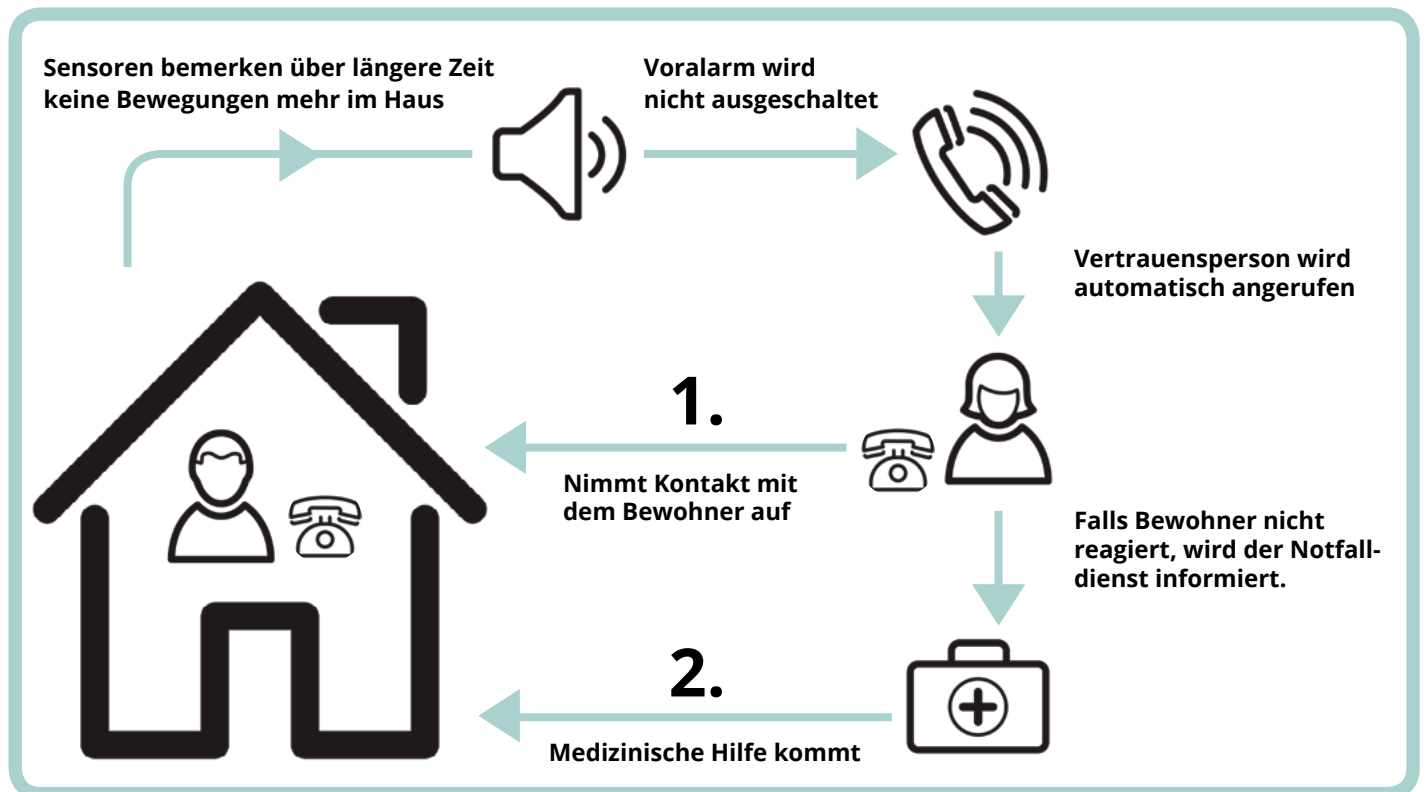 Sensoren bemerken über längere Zeit
keine Bewegungen mehr im Haus
Voralarm wird
nicht ausgeschaltet
Vertrauensperson wird
automatisch angerufen
1.
Nimmt Kontakt mit
dem Bewohner auf
Falls Bewohner nicht
reagiert, wird der Notfall-
dienst informiert.
2.
Medizinische Hilfe kommt